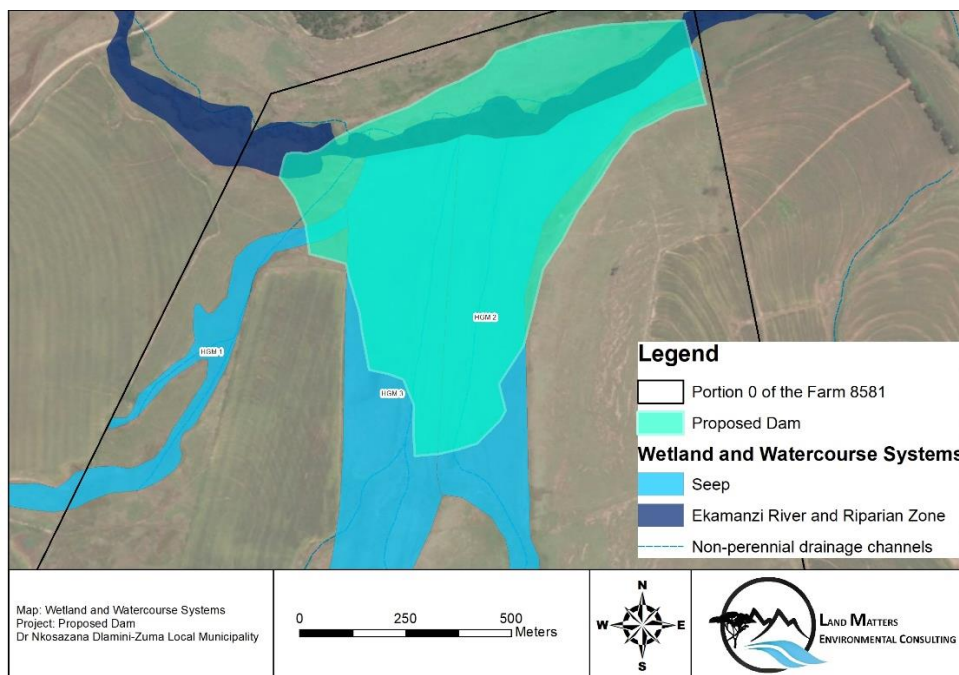 HGM 1
HGM 2
HGM 3
Legend
Portion 0 of the Farm 8581
Proposed Dam
Wetland and Watercourse Systems
Seep
Ekamanzi River and Riparian Zone
Non-perennial drainage channels
Map: Wetland and Watercourse Systems
Project: Proposed Dam
Dr Nkosazana Dlamini-Zuma Local Municipality
0 250 500
Meters
N
W E
S
LAND MATTERS
ENVIRONMENTAL CONSULTING